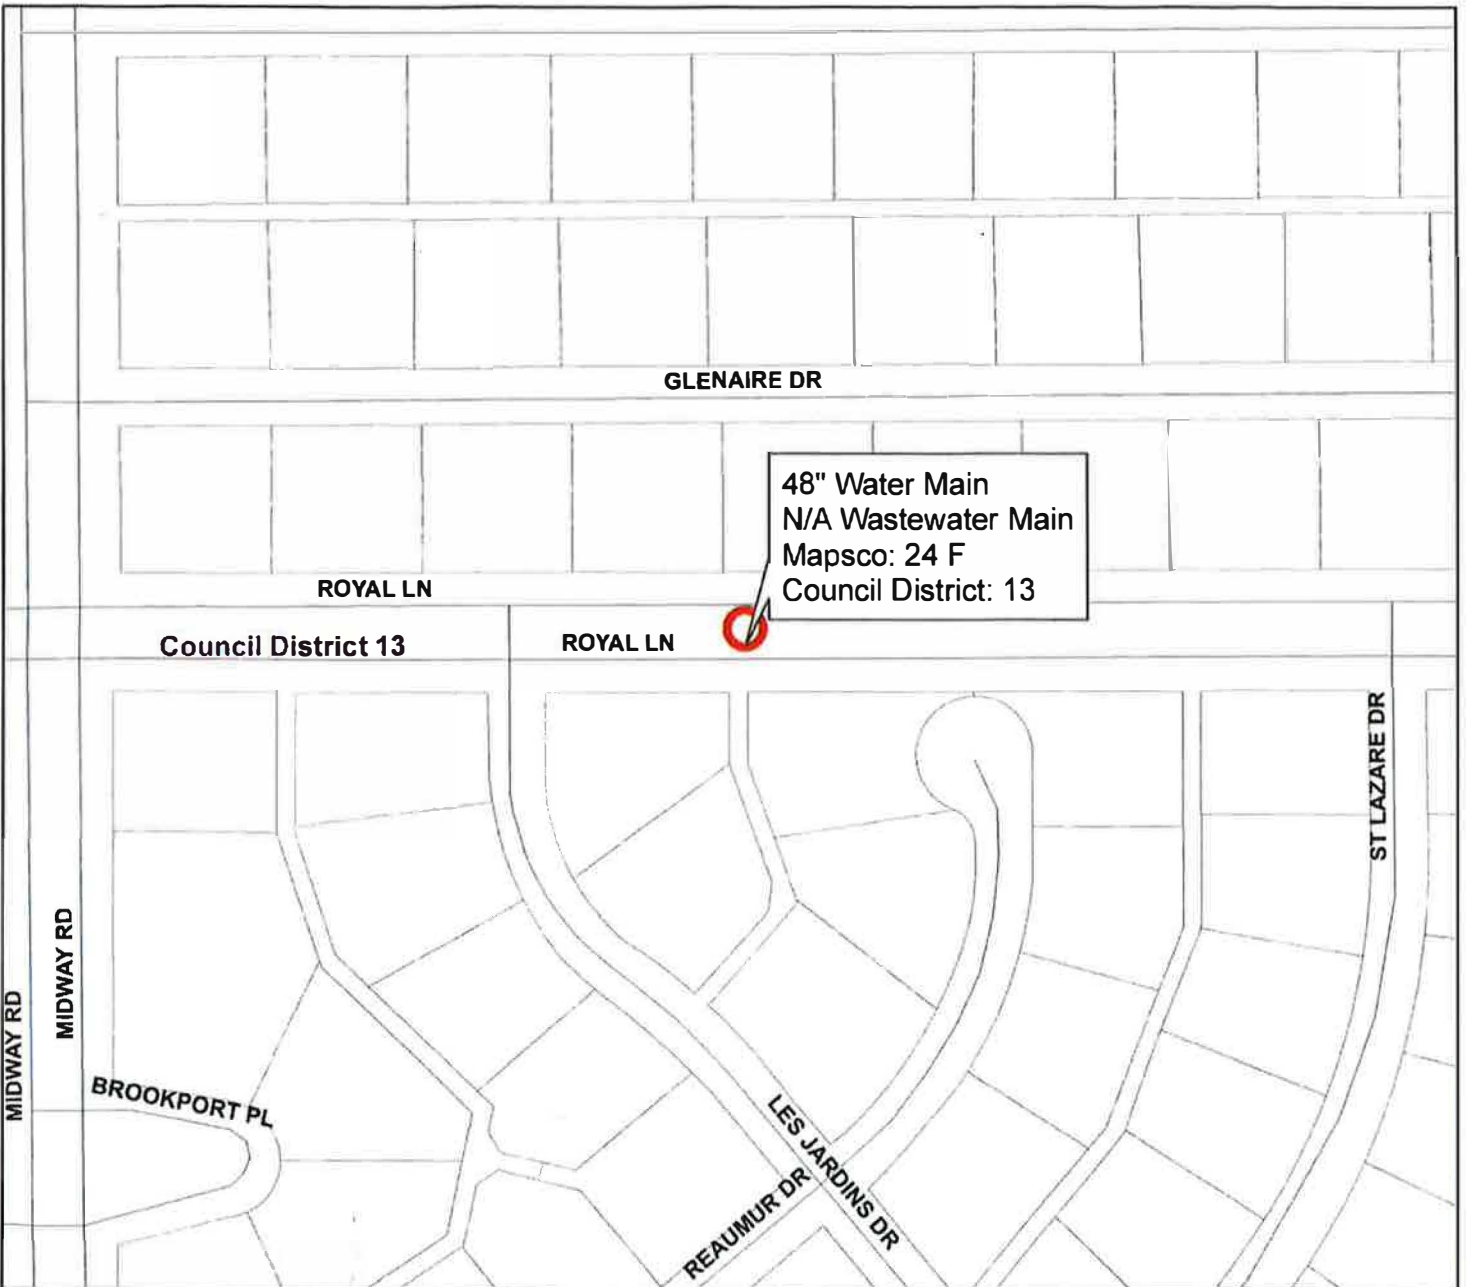 GLENAIRE DR
48" Water Main
N/A Wastewater Main
Mapsco: 24 F
Council District: 13
ROYAL LN
Council District 13
ROYAL LN
ST LAZARE DR
MIDWAY RD
MIDWAY RD
BROOKPORT PL
LES JARDINS DR
REAUMUR DR